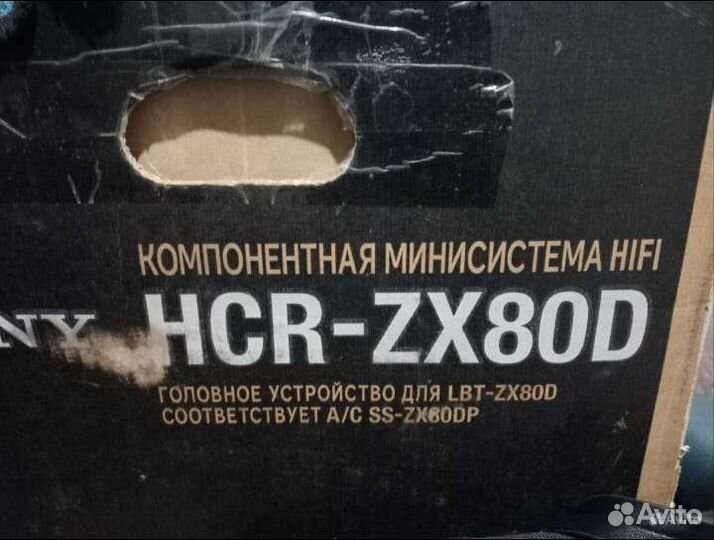 КОМПОНЕНТНАЯ МИНИСИСТЕМА HIFI
NY HCR-ZX80D
ГОЛОВНОЕ УСТРОЙСТВО ДЛЯ LBT-ZX80D
СООТВЕТСТВУЕТ А/С SS-ZX80DP
Avito